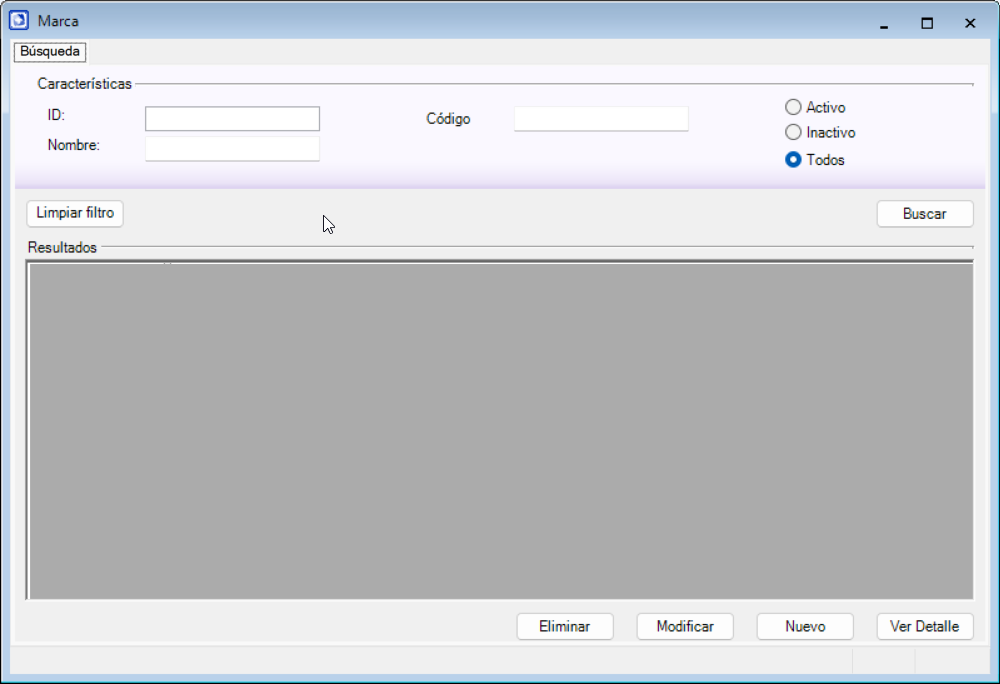 Marca
Búsqueda
Características
ID:
Código
Activo
Inactivo
Nombre:
Todos
Limpiar filtro
Buscar
Resultados
Eliminar
Modificar
Nuevo
Ver Detalle